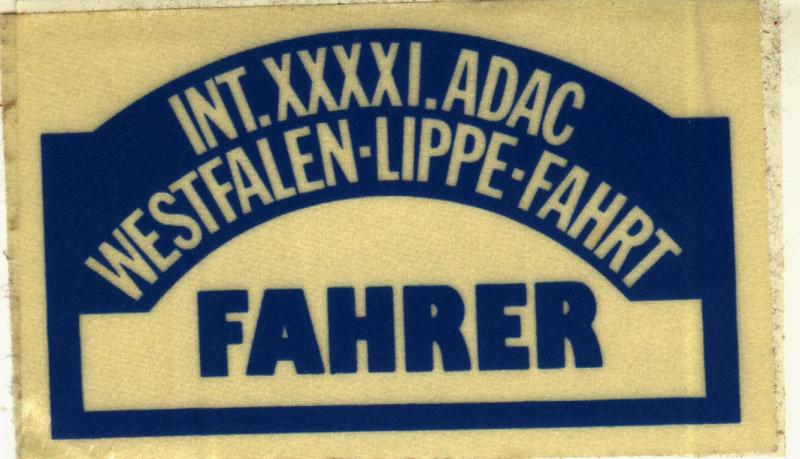 INT.XXXXI.ADAC
WESTFALEN-LIPPE-FAHRT
FAHRER